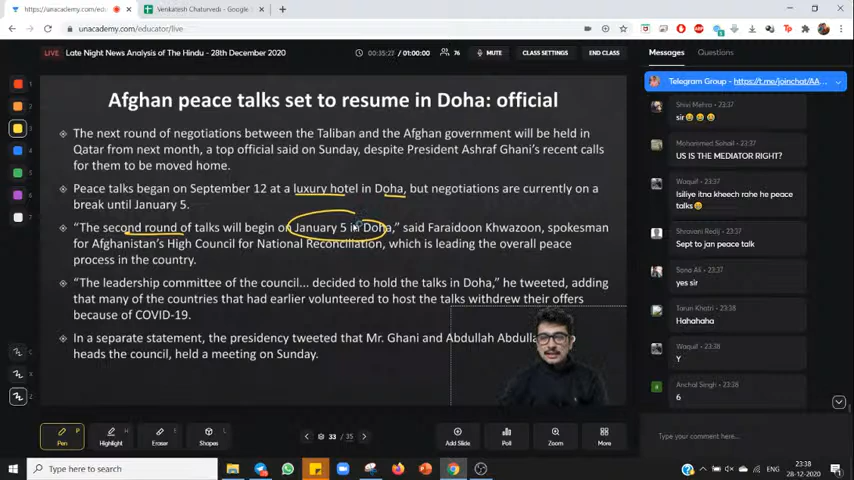 https://unacademy.com/educator/
Venkatesh Chaturvedi - Google S
unacademy.com/educator/live
LIVE
Late Night News Analysis of The Hindu - 28th December 2020
00:35:27 / 01:00:00
76
MUTE
CLASS SETTINGS
END CLASS
Messages
Questions
Telegram Group - https://t.me/joinchat/AA...
1
2
3
4
5
6
7
Afghan peace talks set to resume in Doha: official
The next round of negotiations between the Taliban and the Afghan government will be held in
Qatar from next month, a top official said on Sunday, despite President Ashraf Ghani's recent calls
for them to be moved home.
Peace talks began on September 12 at a luxury hotel in Doha, but negotiations are currently on a
break until January 5.
"The second round of talks will begin on January 5 in Doha," said Faraidoon Khwazoon, spokesman
for Afghanistan's High Council for National Reconciliation, which is leading the overall peace
process in the country.
"The leadership committee of the council... decided to hold the talks in Doha," he tweeted, adding
that many of the countries that had earlier volunteered to host the talks withdrew their offers
because of COVID-19.
In a separate statement, the presidency tweeted that Mr. Ghani and Abdullah Abdulla
heads the council, held a meeting on Sunday.
Shivi Mehra • 23:37
sir
Mohammed Sohail • 23:37
US IS THE MEDIATOR RIGHT?
Waquif • 23:37
Isiliye itna kheech rahe he peace
talks
Shravani Redij • 23:37
Sept to jan peace talk
Sona Ali • 23:37
yes sir
Tarun Khatri • 23:38
Hahahaha
Waquif • 23:38
Y
Anchal Singh • 23:38
6
C
X
Z
Pen
P
Highlight
H
Eraser
E
Shapes
L
33 / 35
Add Slide
Poll
Zoom
More
Type your comment here...
Type here to search
ENG
23:38
28-12-2020